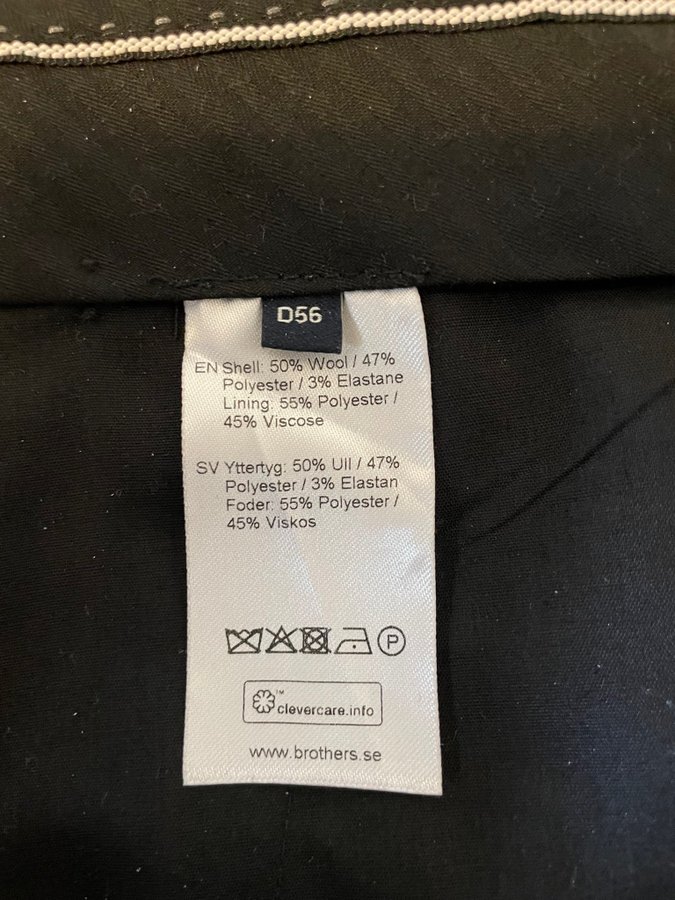 D56
EN Shell: 50% Wool / 47%
Polyester / 3% Elastane
Lining: 55% Polyester /
45% Viscose
SV Yttertyg: 50% Ull / 47%
Polyester / 3% Elastan
Foder: 55% Polyester /
45% Viskos
P
™
clevercare.info
www.brothers.se